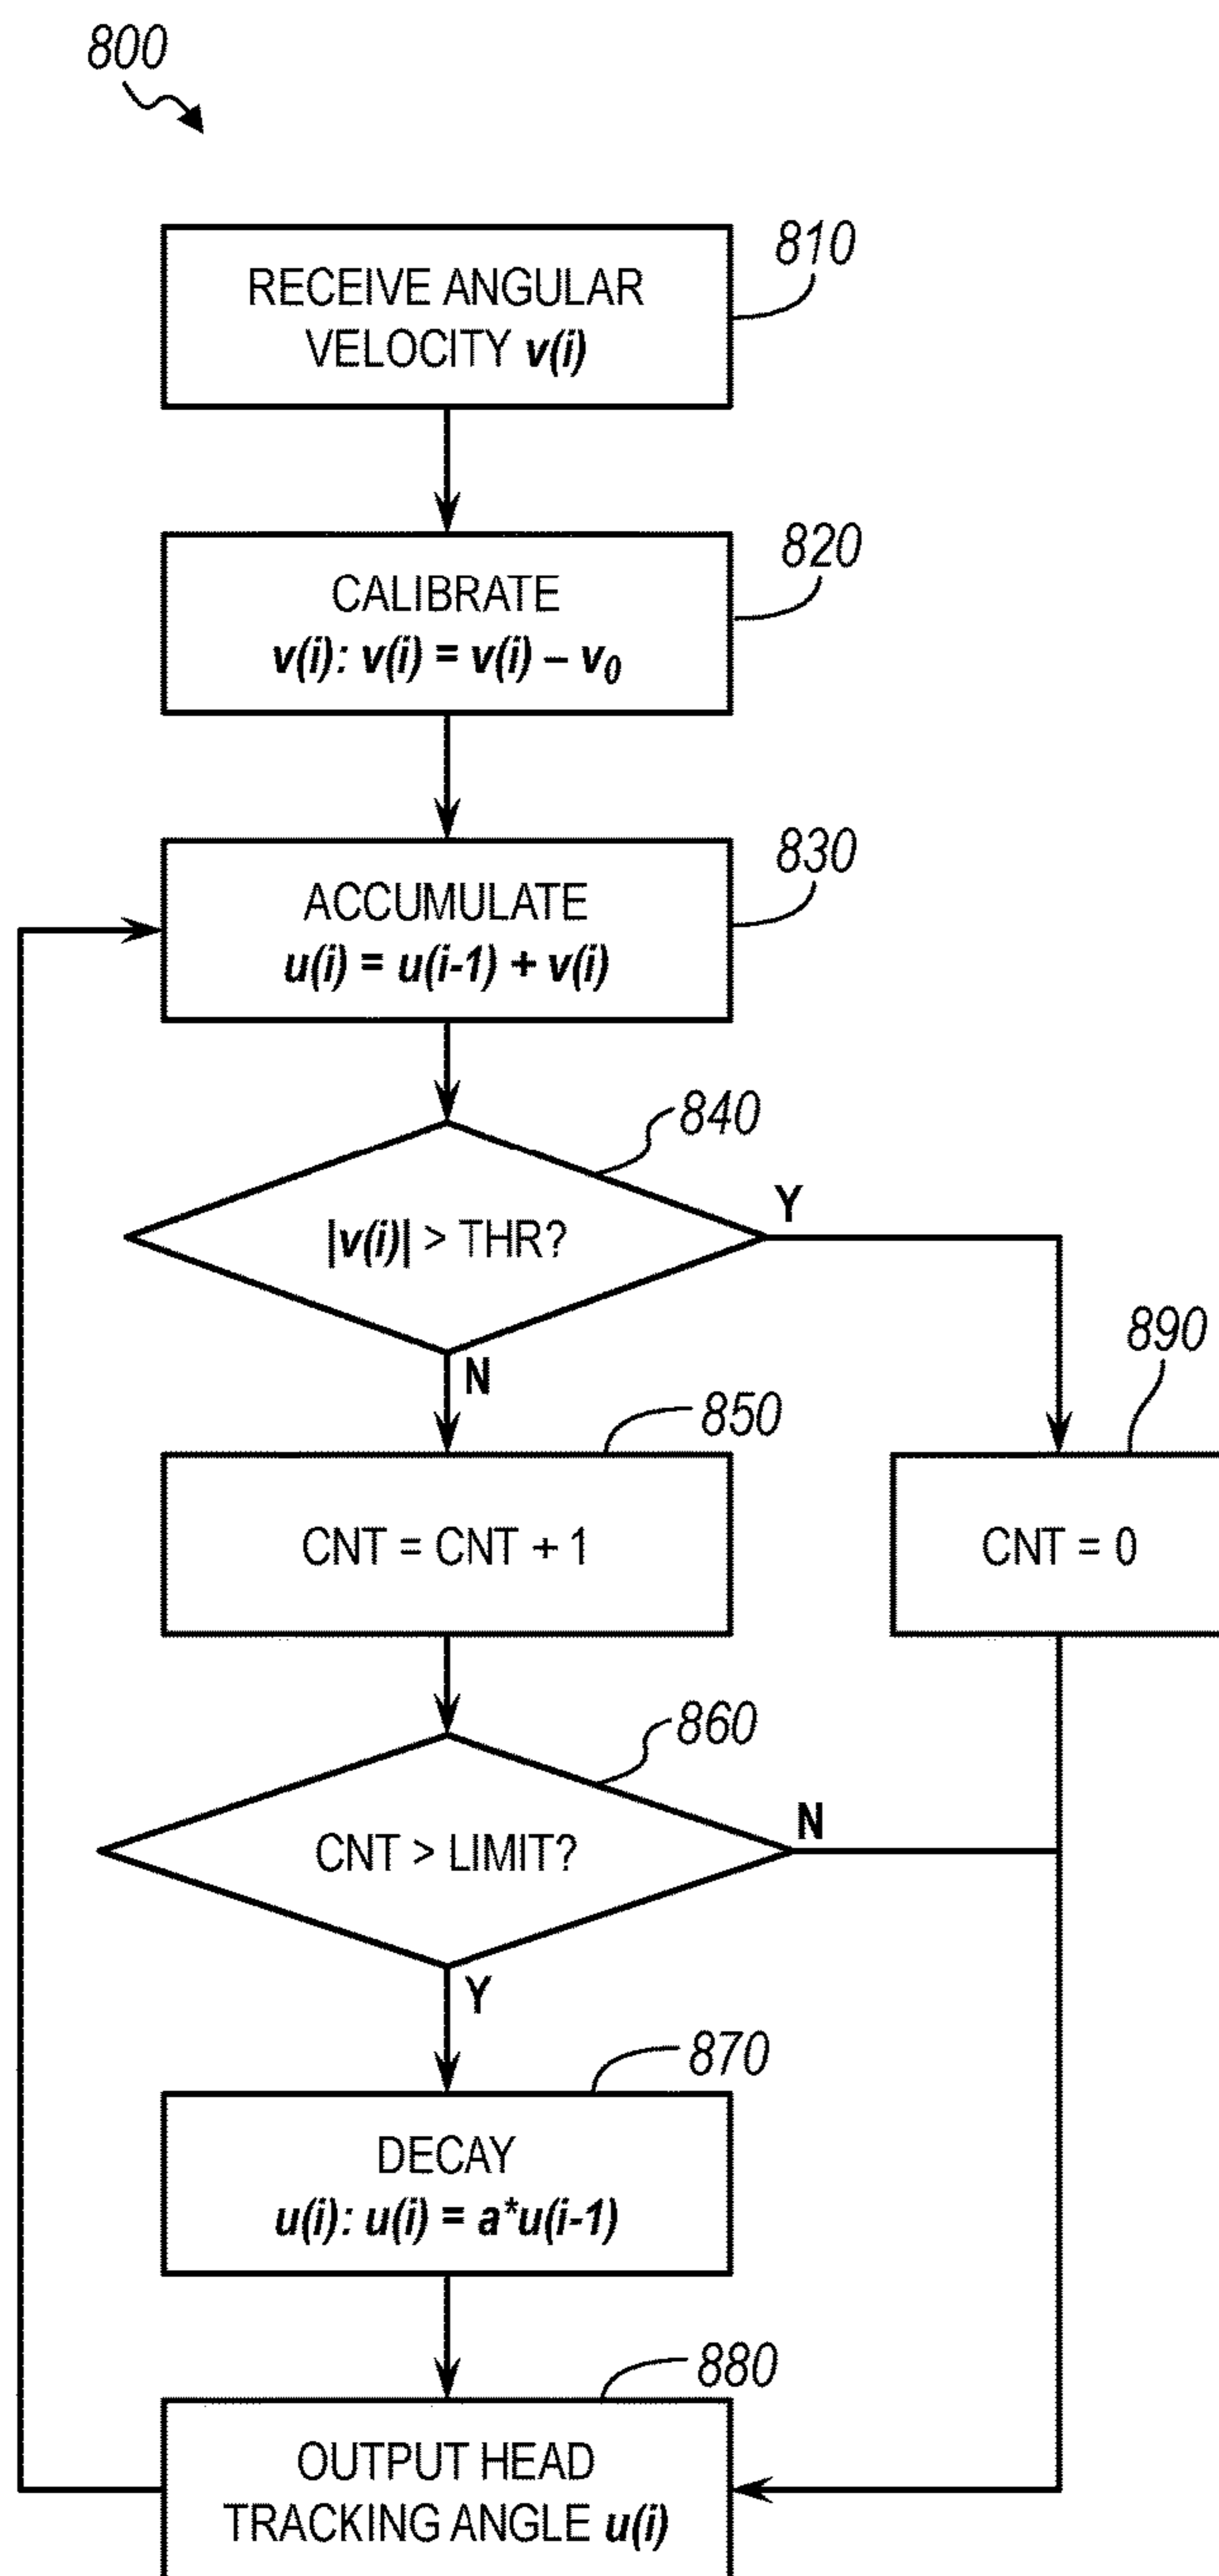 800
810
RECEIVE ANGULAR
VELOCITY v(i)
820
CALIBRATE
v(i): v(i) = v(i) – v₀
830
ACCUMULATE
u(i) = u(i-1) + v(i)
840
|v(i)| > THR?
Y
N
890
850
CNT = CNT + 1
CNT = 0
860
CNT > LIMIT?
N
Y
870
DECAY
u(i): u(i) = a*u(i-1)
880
OUTPUT HEAD
TRACKING ANGLE u(i)